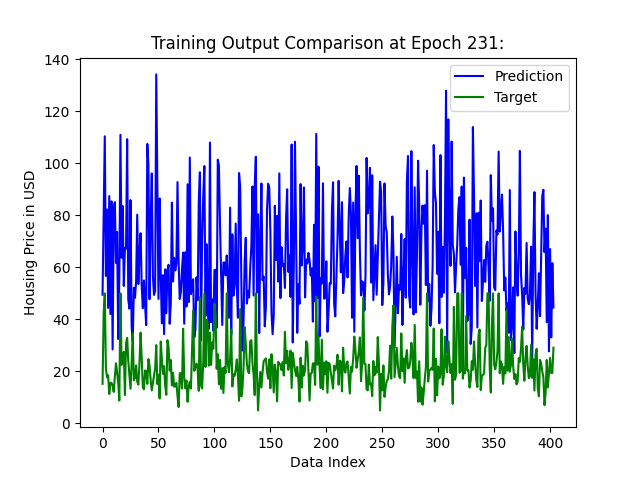 Training Output Comparison at Epoch 231:
Prediction
Target
Housing Price in USD
140
120
100
80
60
40
20
0
0 50 100 150 200 250 300 350 400
Data Index